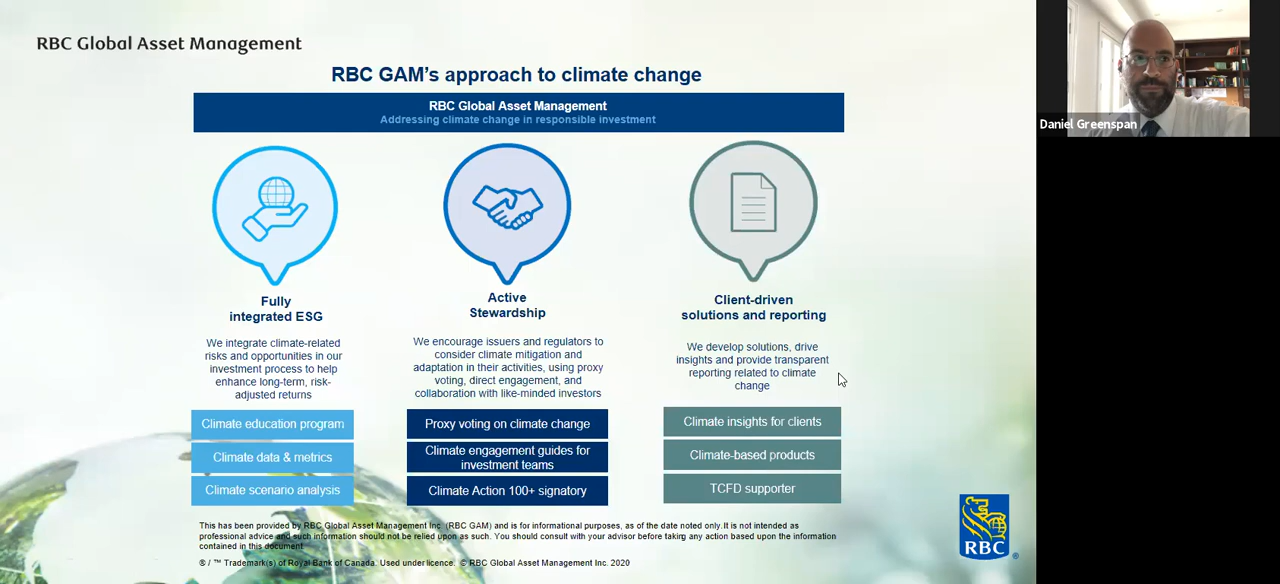 RBC Global Asset Management
RBC GAM's approach to climate change
RBC Global Asset Management
Addressing climate change in responsible investment
Fully
integrated ESG
We integrate climate-related
risks and opportunities in our
investment process to help
enhance long-term, risk-
adjusted returns
Climate education program
Climate data & metrics
Climate scenario analysis
Active
Stewardship
We encourage issuers and regulators to
consider climate mitigation and
adaptation in their activities, using proxy
voting, direct engagement, and
collaboration with like-minded investors
Proxy voting on climate change
Climate engagement guides for
investment teams
Climate Action 100+ signatory
Client-driven
solutions and reporting
We develop solutions, drive
insights and provide transparent
reporting related to climate
change
Climate insights for clients
Climate-based products
TCFD supporter
This has been provided by RBC Global Asset Management Inc. (RBC GAM) and is for informational purposes, as of the date noted only. It is not intended as
professional advice and such information should not be relied upon as such. You should consult with your advisor before taking any action based upon the information
contained in this document.
® / ™ Trademark(s) of Royal Bank of Canada. Used under licence. © RBC Global Asset Management Inc. 2020
RBC
®
Daniel Greenspan